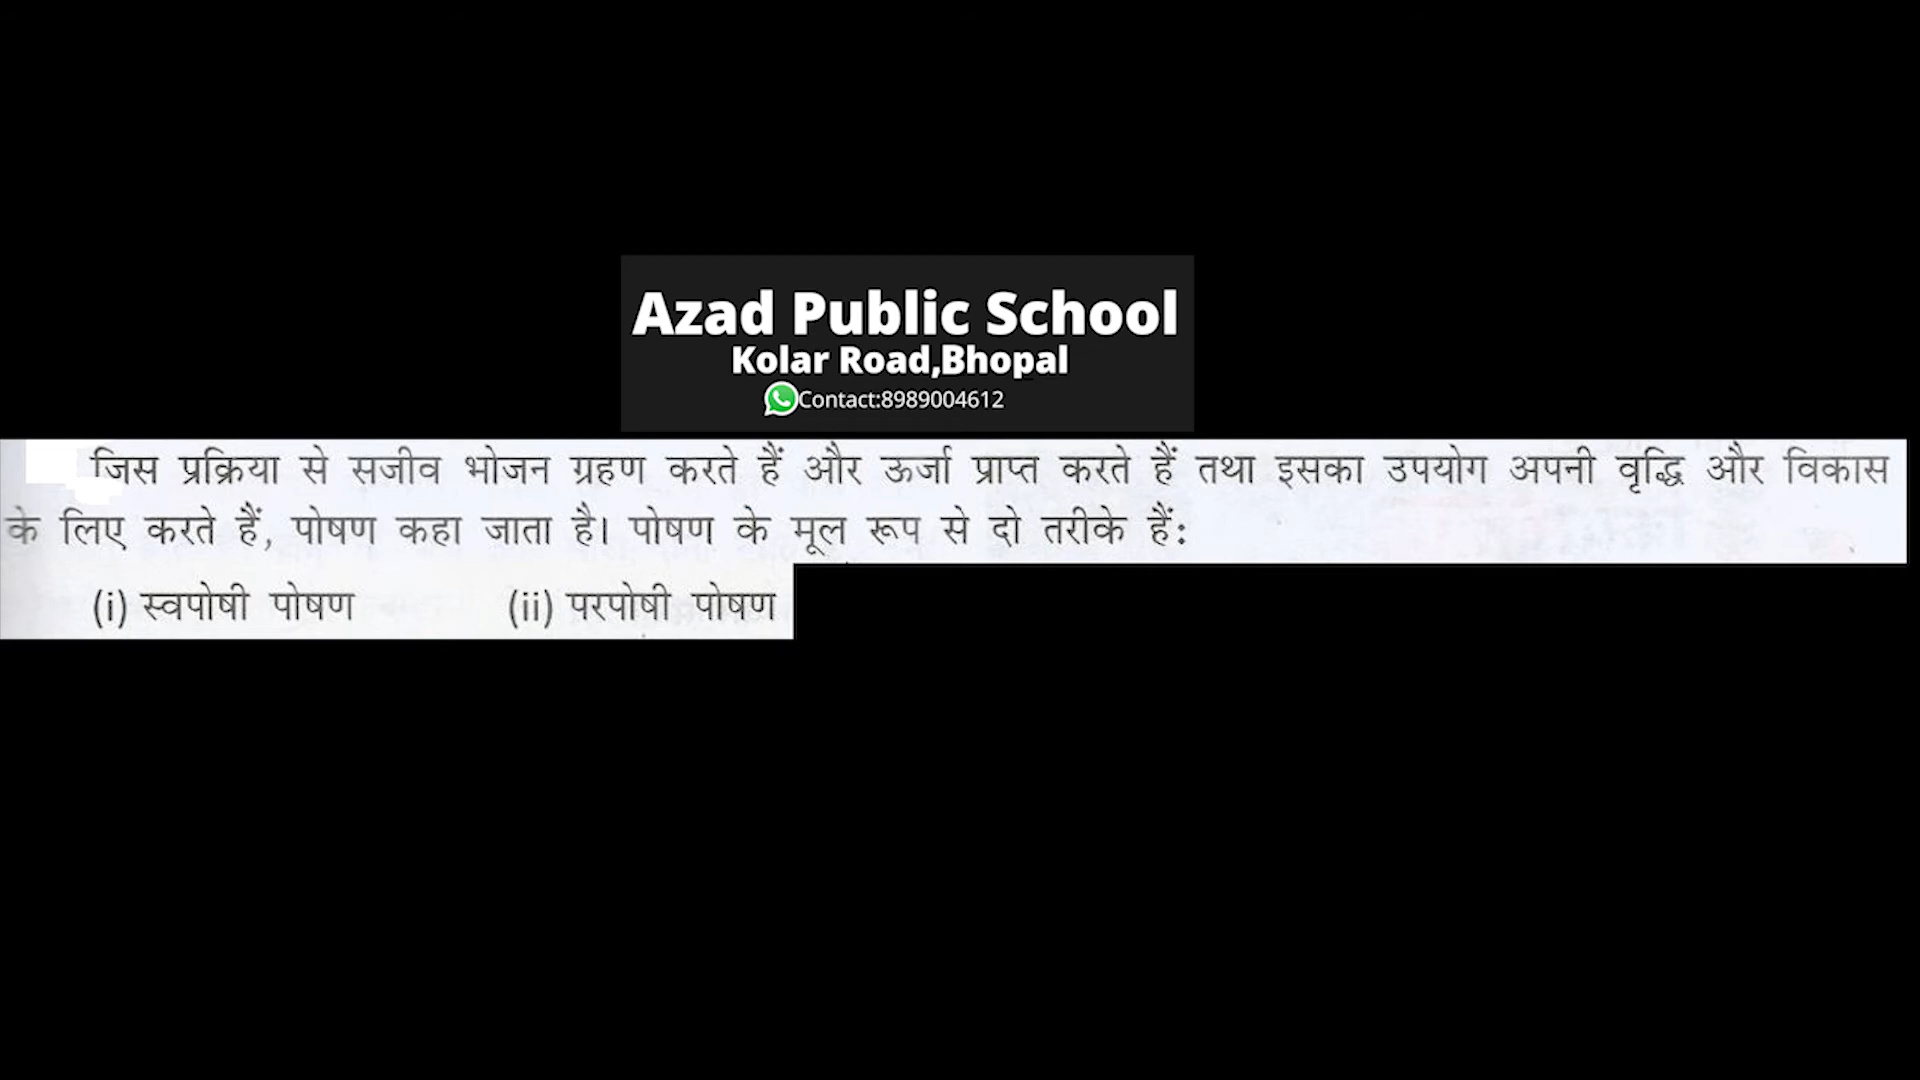 Azad Public School
Kolar Road,Bhopal
Contact:8989004612
जिस प्रक्रिया से सजीव भोजन ग्रहण करते हैं और ऊर्जा प्राप्त करते हैं तथा इसका उपयोग अपनी वृद्धि और विकास
के लिए करते हैं, पोषण कहा जाता है। पोषण के मूल रूप से दो तरीके हैं:
(i) स्वपोषी पोषण (ii) परपोषी पोषण